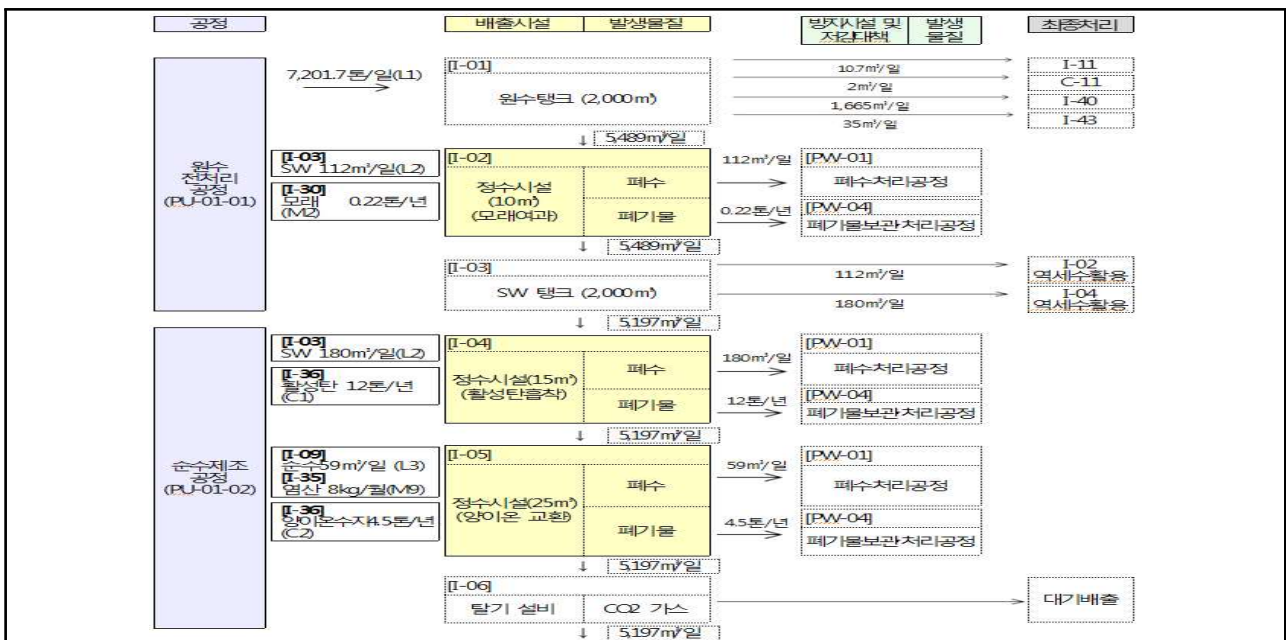 공정
배출시설 발생물질
방지시설 및 저감대책
발생 물질
최종처리
원수 전처리 공정 (PU-01-01)
7,201.7톤/일(L1)
[I-01]
원수탱크 (2,000㎥)
10.7㎥/일
I-11
2㎥/일
C-11
1,665㎥/일
I-40
35㎥/일
I-43
↓ 5,489㎥/일
[I-03]
SW 112㎥/일(L2)
[I-30]
모래 0.22톤/년
(M2)
[I-02]
정수시설
(10㎥)
(모래여과)
폐수
폐기물
112㎥/일
[PW-01]
폐수처리공정
0.22톤/년
[PW-04]
폐기물보관·처리공정
↓ 5,489㎥/일
[I-03]
SW 탱크 (2,000㎥)
112㎥/일
I-02
역세수활용
180㎥/일
I-04
역세수활용
↓ 5,197㎥/일
순수제조
공정
(PU-01-02)
[I-03]
SW 180㎥/일(L2)
[I-36]
활성탄 12톤/년
(C1)
[I-04]
정수시설(15㎥)
(활성탄흡착)
폐수
폐기물
180㎥/일
[PW-01]
폐수처리공정
12톤/년
[PW-04]
폐기물보관·처리공정
↓ 5,197㎥/일
[I-09]
순수59㎥/일 (L3)
[I-35]
염산 8kg/월(M9)
[I-36]
양이온수지4.5톤/년
(C2)
[I-05]
정수시설(25㎥)
(양이온 교환)
폐수
폐기물
59㎥/일
[PW-01]
폐수처리공정
4.5톤/년
[PW-04]
폐기물보관·처리공정
↓ 5,197㎥/일
[I-06]
탈기 설비
CO2 가스
대기배출
↓ 5,197㎥/일